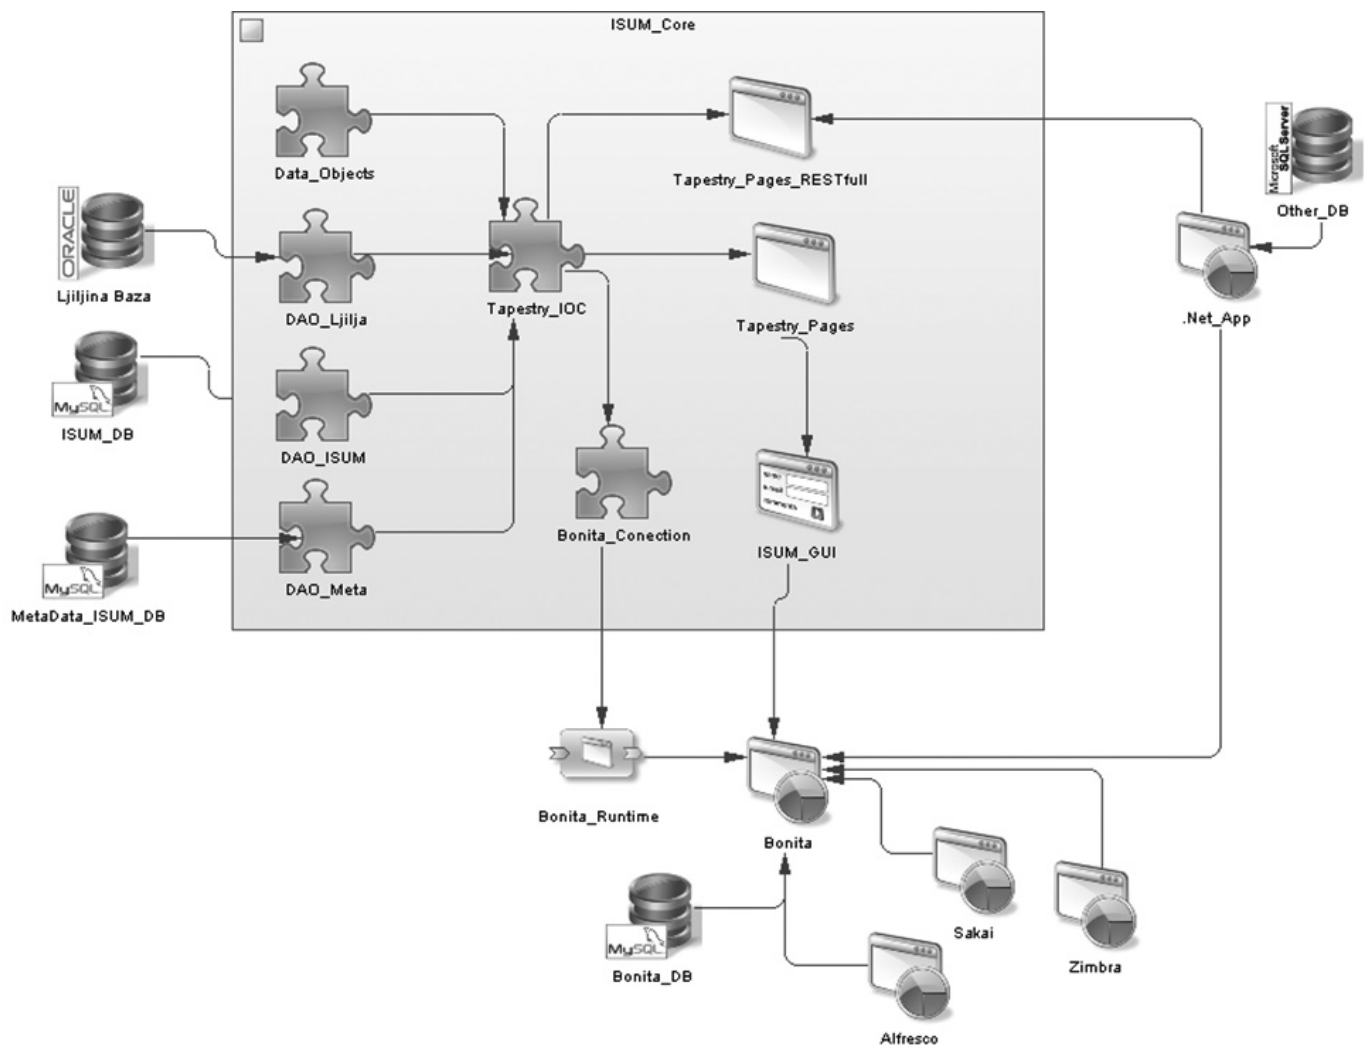 ISUM_Core
Data_Objects
Tapestry_Pages_RESTfull
Microsoft
SQL Server
Other_DB
ORACLE
Ljiljina Baza
DAO_Ljilja
Tapestry_IOC
Tapestry_Pages
.Net_App
MySQL
ISUM_DB
DAO_ISUM
Bonita_Conection
ISUM_GUI
MySQL
MetaData_ISUM_DB
DAO_Meta
Bonita_Runtime
Bonita
MySQL
Bonita_DB
Sakai
Zimbra
Alfresco